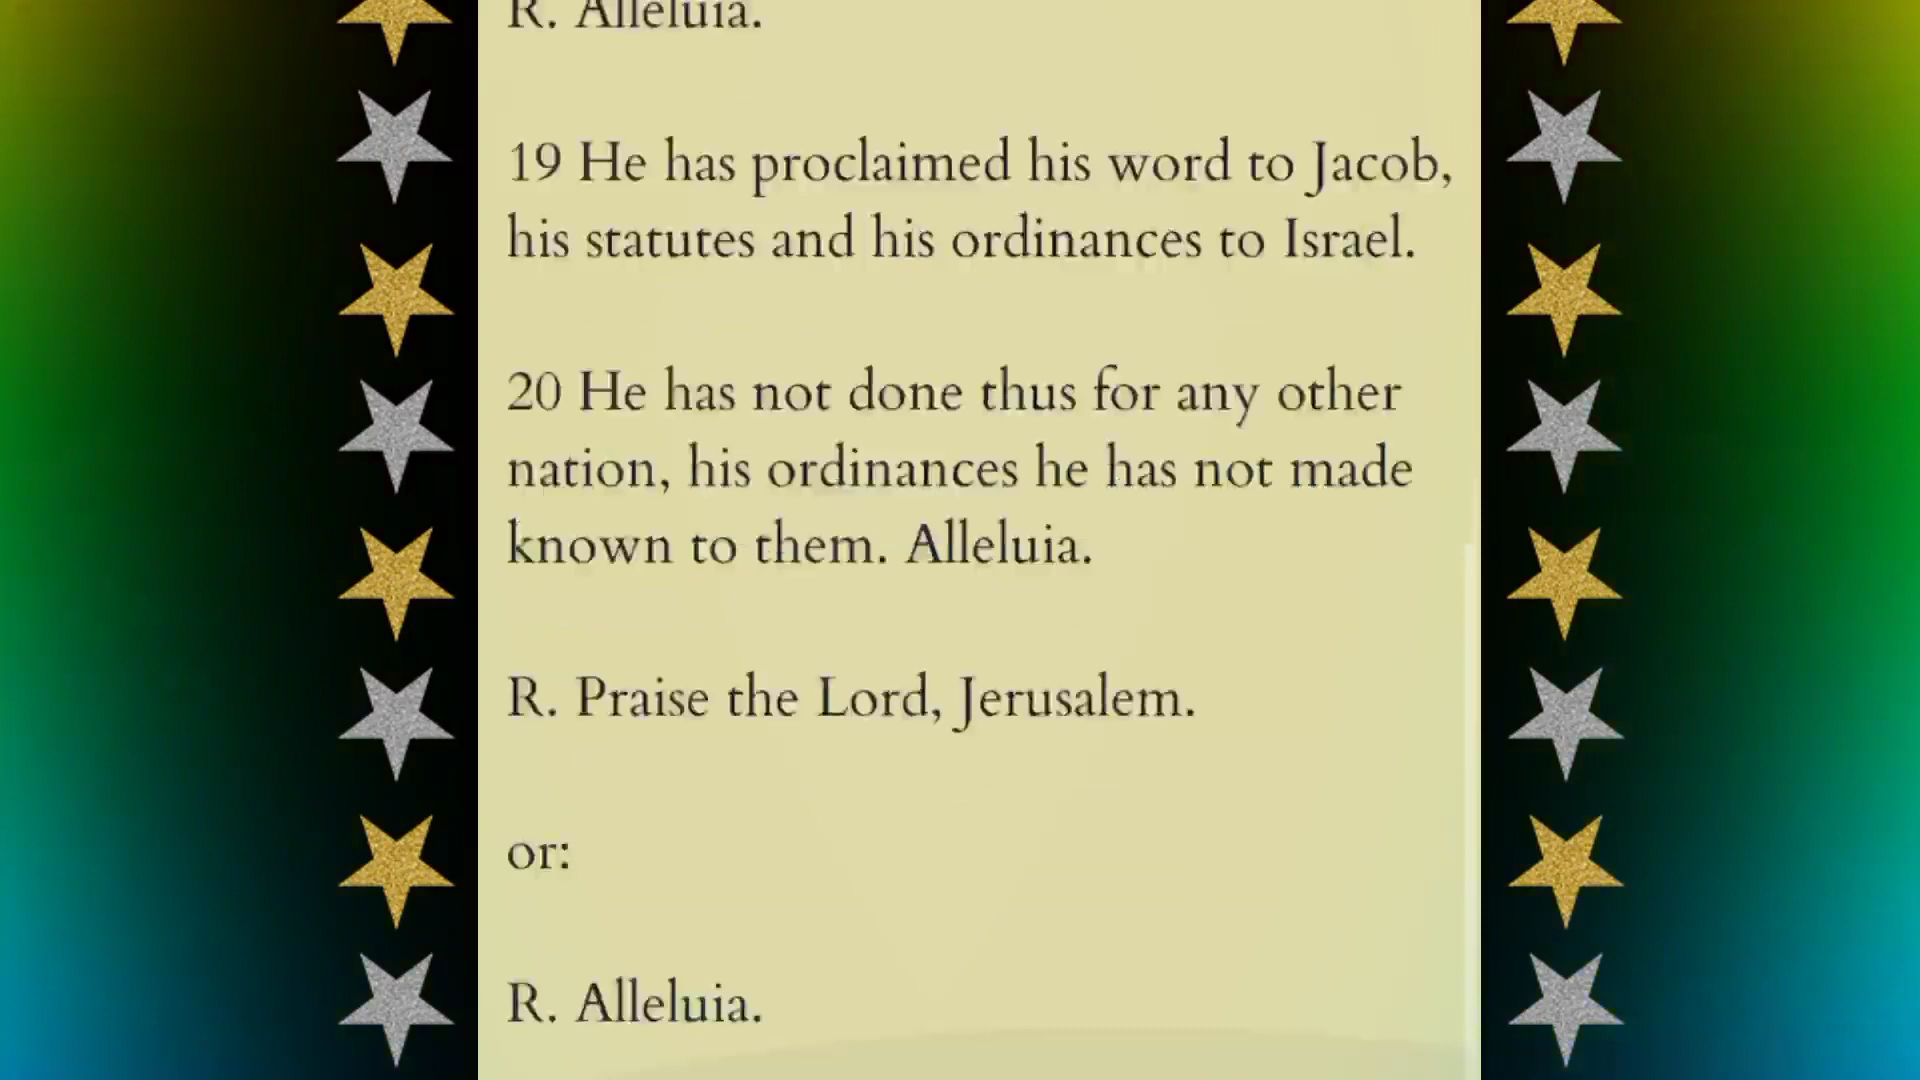 R. Alleluia.
19 He has proclaimed his word to Jacob,
his statutes and his ordinances to Israel.
20 He has not done thus for any other
nation, his ordinances he has not made
known to them. Alleluia.
R. Praise the Lord, Jerusalem.
or:
R. Alleluia.